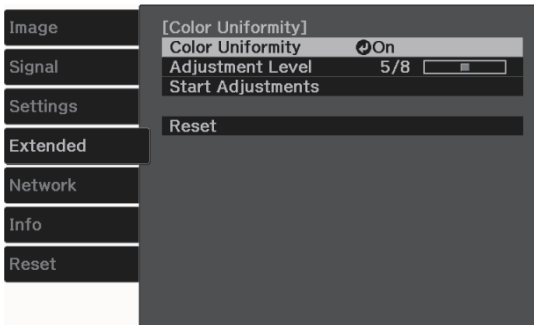 Image
Signal
Settings
Extended
Network
Info
Reset
[Color Uniformity]
Color Uniformity On
Adjustment Level 5/8
Start Adjustments
Reset